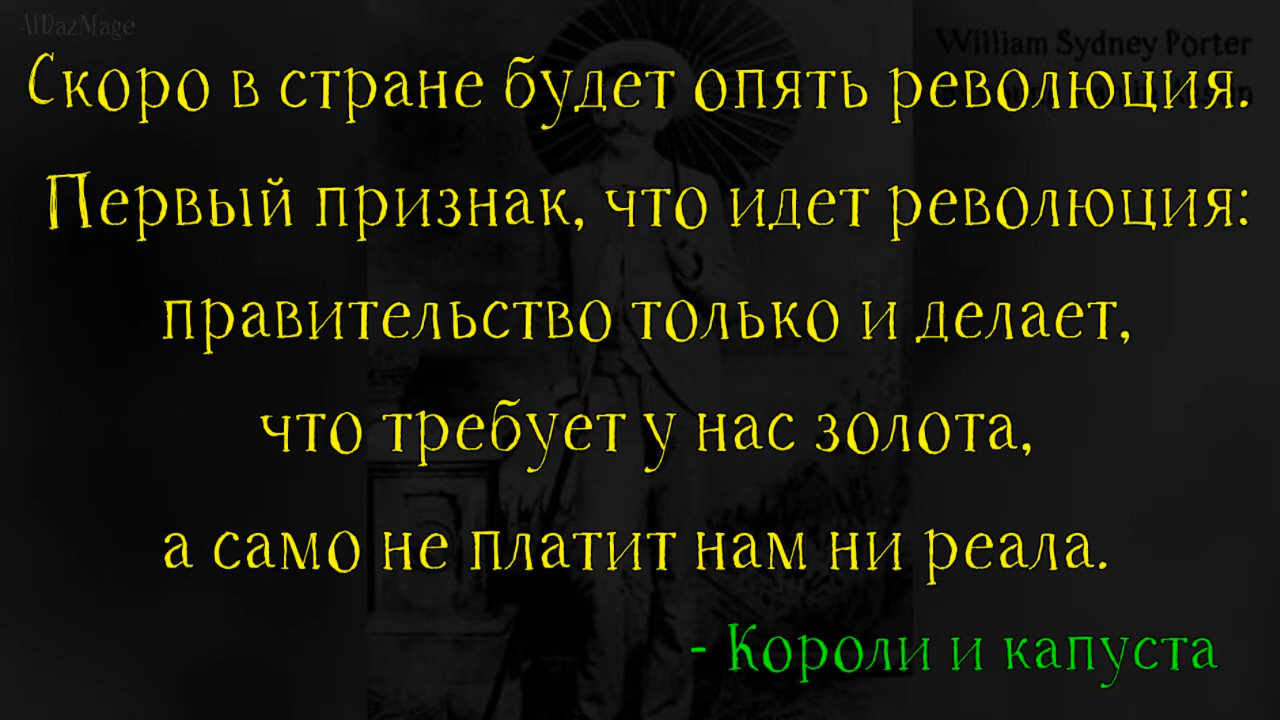 AlDazMage
William Sydney Porter
Скоро в стране будет опять революция.
Первый признак, что идет революция:
правительство только и делает,
что требует у нас золота,
а само не платит нам ни реала.
- Короли и капуста